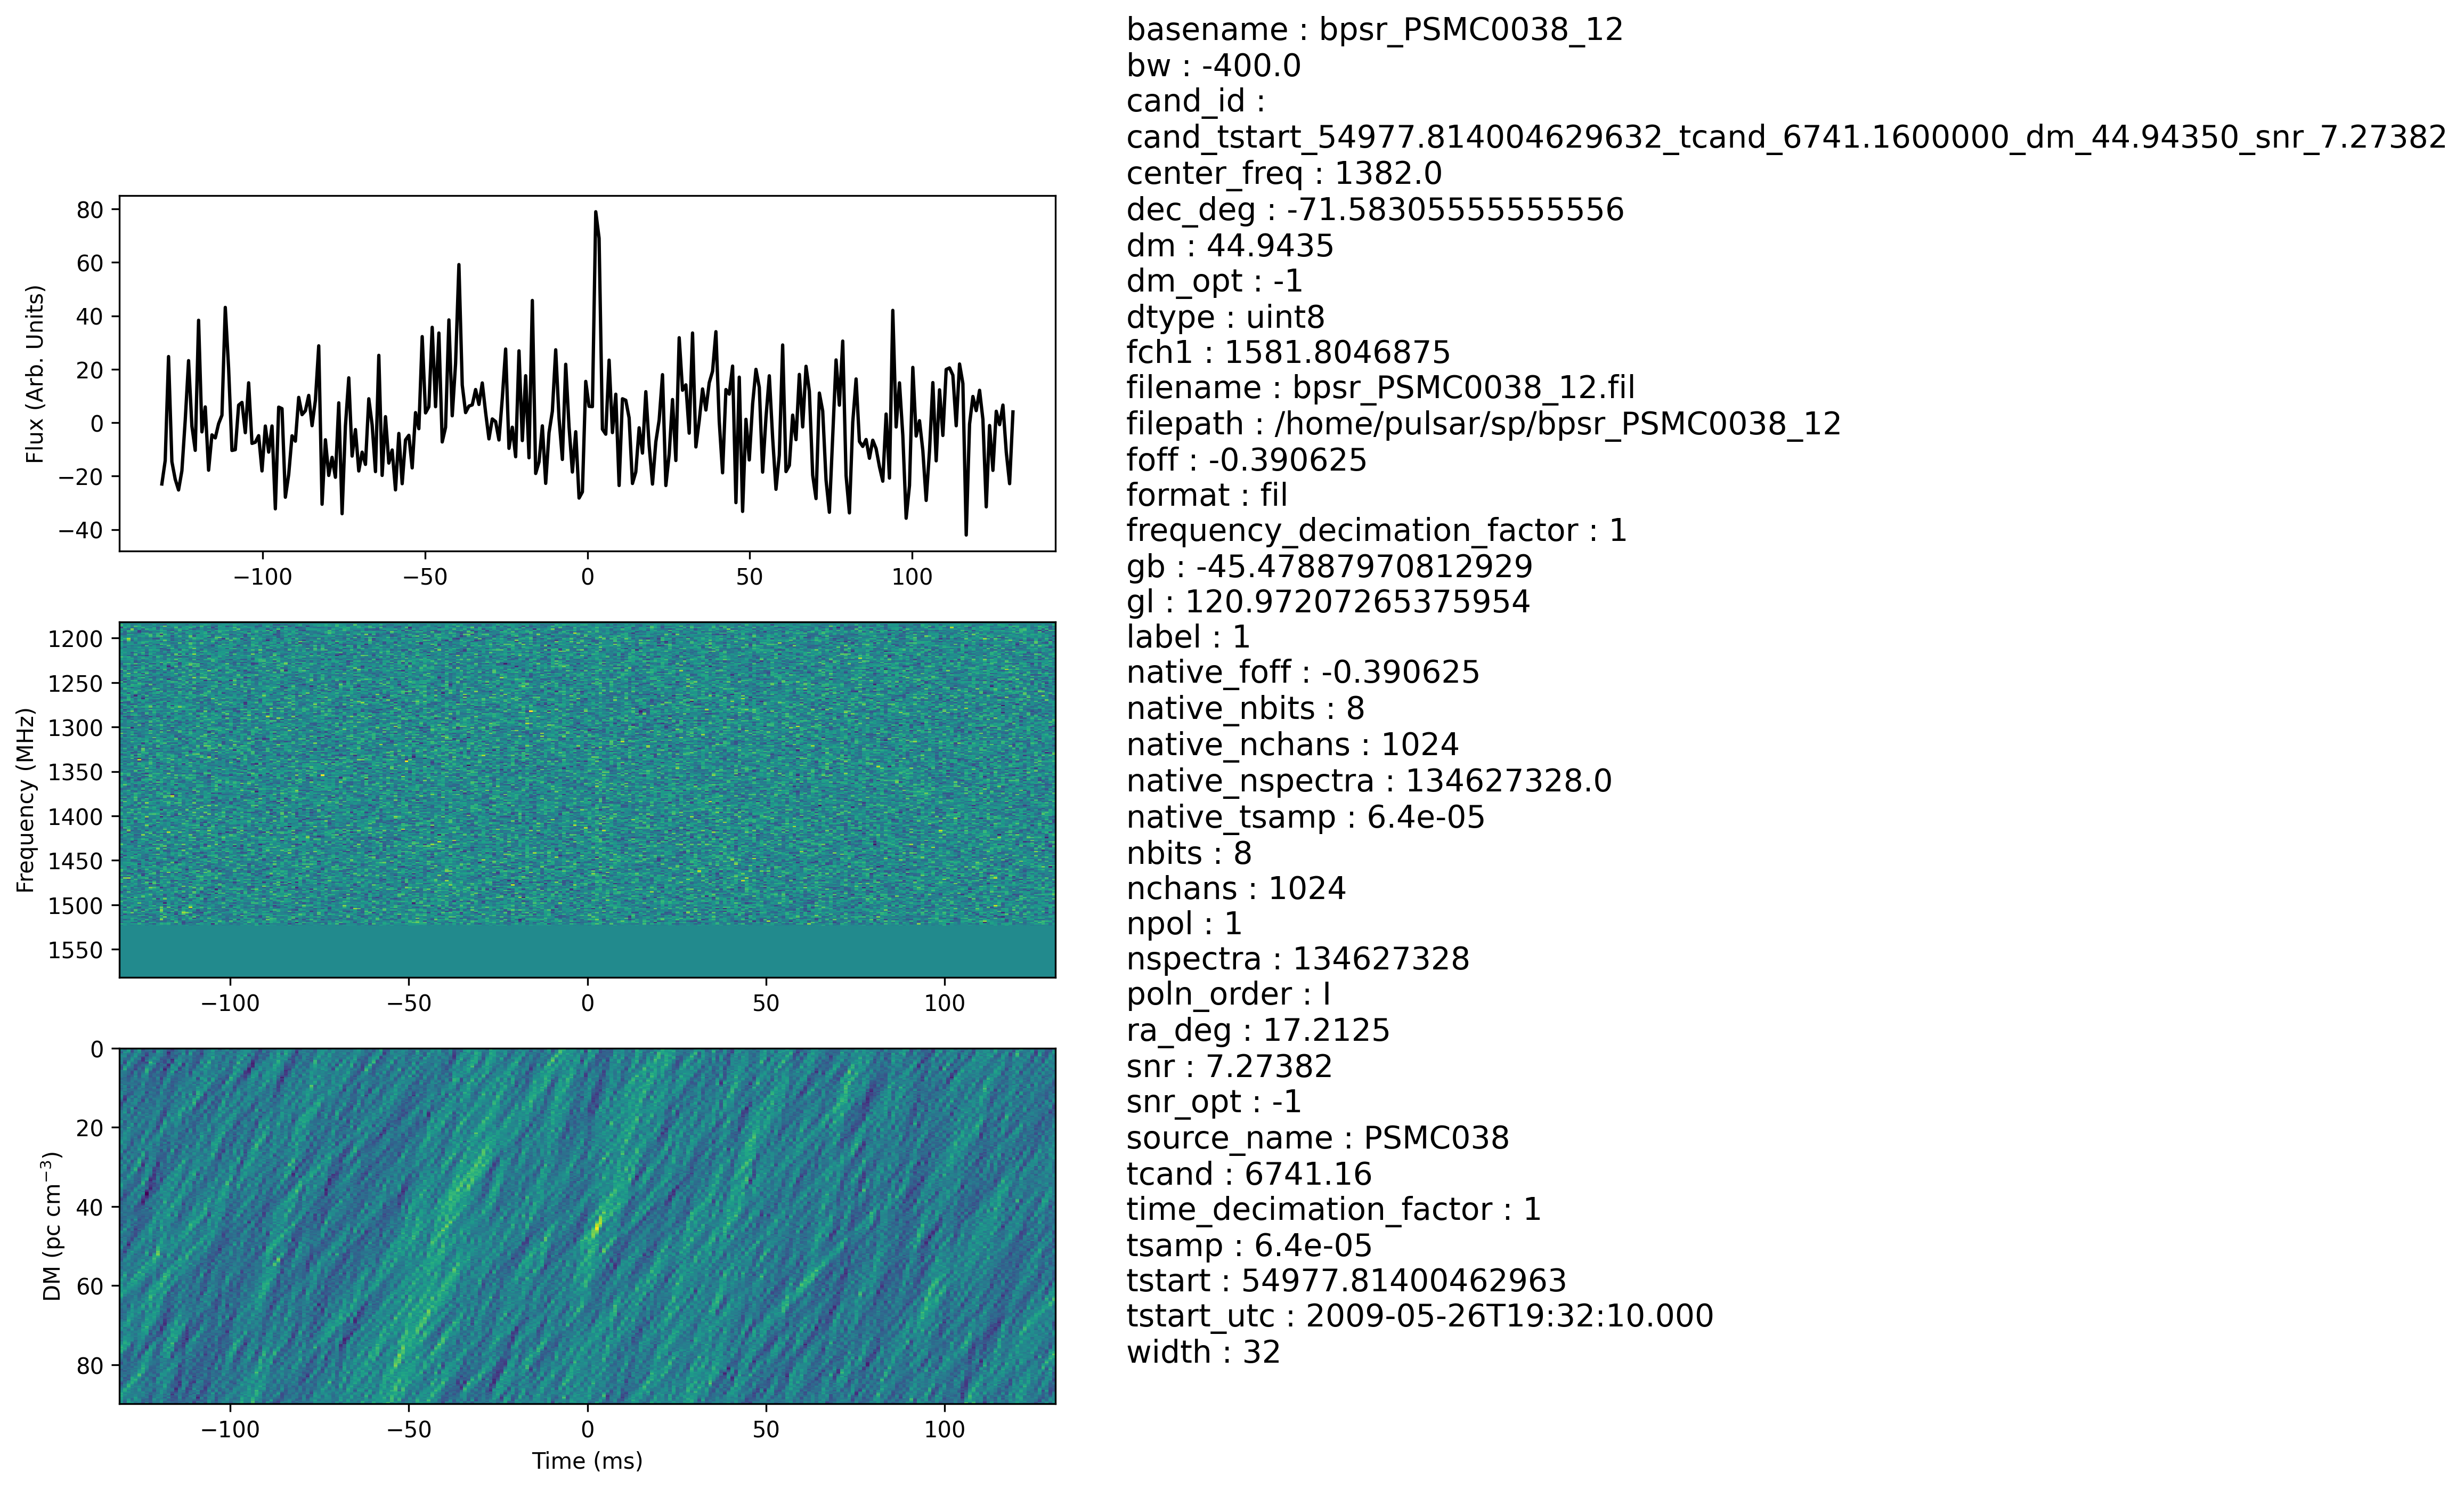 basename : bpsr_PSMC0038_12
bw : -400.0
cand_id :
cand_tstart_54977.814004629632_tcand_6741.1600000_dm_44.94350_snr_7.27382
center_freq : 1382.0
dec_deg : -71.58305555555556
dm : 44.9435
dm_opt : -1
dtype : uint8
fch1 : 1581.8046875
filename : bpsr_PSMC0038_12.fil
filepath : /home/pulsar/sp/bpsr_PSMC0038_12
foff : -0.390625
format : fil
frequency_decimation_factor : 1
gb : -45.47887970812929
gl : 120.97207265375954
label : 1
native_foff : -0.390625
native_nbits : 8
native_nchans : 1024
native_nspectra : 134627328.0
native_tsamp : 6.4e-05
nbits : 8
nchans : 1024
npol : 1
nspectra : 134627328
poln_order : I
ra_deg : 17.2125
snr : 7.27382
snr_opt : -1
source_name : PSMC038
tcand : 6741.16
time_decimation_factor : 1
tsamp : 6.4e-05
tstart : 54977.81400462963
tstart_utc : 2009-05-26T19:32:10.000
width : 32
Flux (Arb. Units)
80
60
40
20
0
−20
−40
−100 −50 0 50 100
Frequency (MHz)
1200
1250
1300
1350
1400
1450
1500
1550
−100 −50 0 50 100
DM (pc cm⁻³)
0
20
40
60
80
−100 −50 0 50 100
Time (ms)